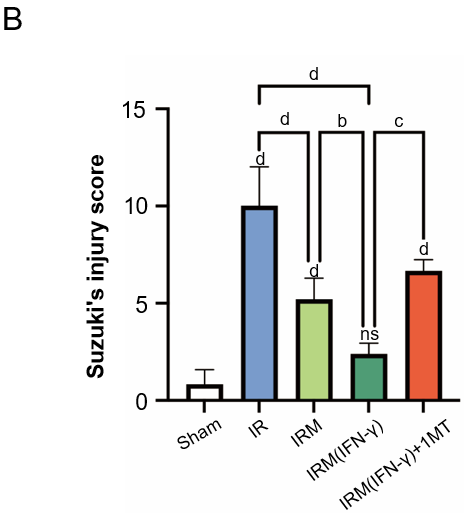 B
d
15
d
b
c
d
10
d
d
5
ns
0
Suzuki's injury score
Sham
IR
IRM
IRM(IFN-γ)
IRM(IFN-γ)+1MT